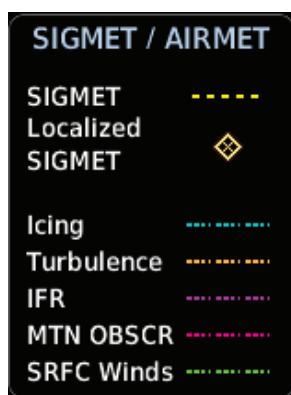 SIGMET / AIRMET
SIGMET
Localized
SIGMET
Icing
Turbulence
IFR
MTN OBSCR
SRFC Winds